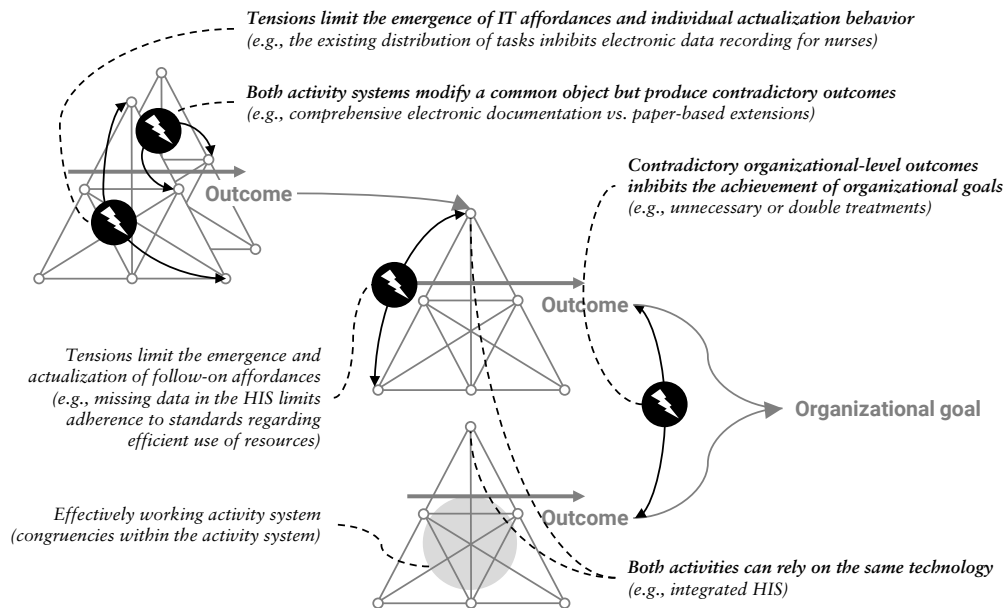 Tensions limit the emergence of IT affordances and individual actualization behavior
(e.g., the existing distribution of tasks inhibits electronic data recording for nurses)
Both activity systems modify a common object but produce contradictory outcomes
(e.g., comprehensive electronic documentation vs. paper-based extensions)
Contradictory organizational-level outcomes
inhibits the achievement of organizational goals
(e.g., unnecessary or double treatments)
Outcome
Outcome
Tensions limit the emergence and
actualization of follow-on affordances
(e.g., missing data in the HIS limits
adherence to standards regarding
efficient use of resources)
Organizational goal
Effectively working activity system
(congruencies within the activity system)
Outcome
Both activities can rely on the same technology
(e.g., integrated HIS)